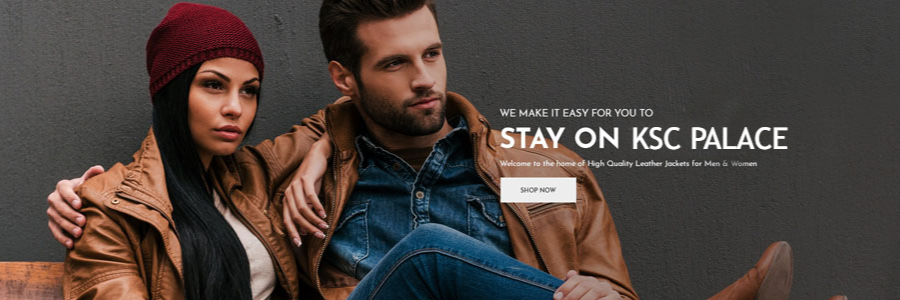 WE MAKE IT EASY FOR YOU TO
STAY ON KSC PALACE
Welcome to the home of High Quality Leather Jackets for Men & Women
SHOP NOW